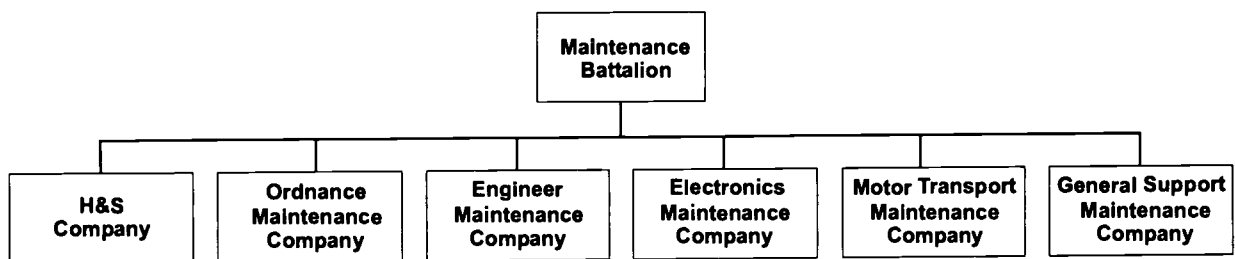 Maintenance
Battalion
H&S
Company
Ordnance
Maintenance
Company
Engineer
Maintenance
Company
Electronics
Maintenance
Company
Motor Transport
Maintenance
Company
General Support
Maintenance
Company